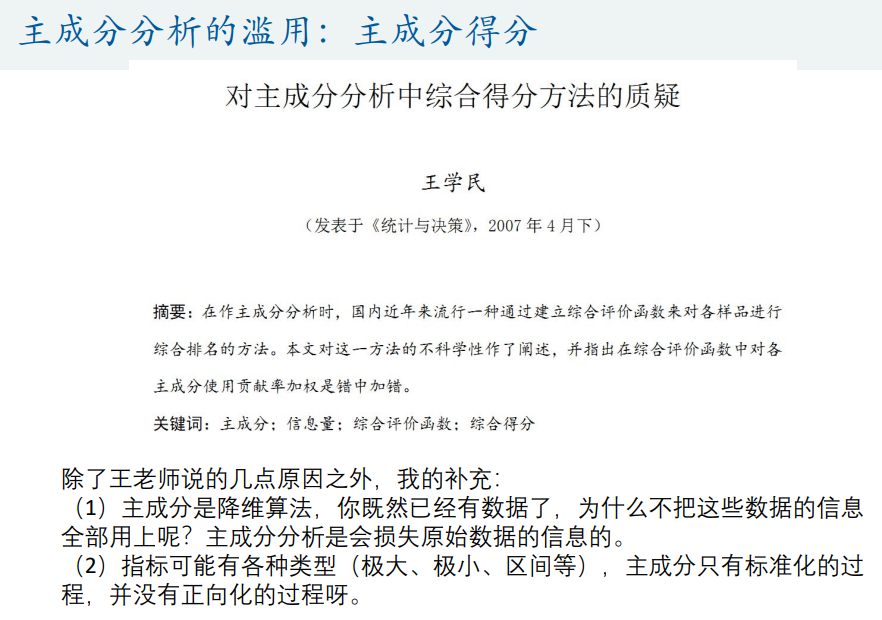 主成分分析的滥用：主成分得分
对主成分分析中综合得分方法的质疑
王学民
（发表于《统计与决策》，2007 年 4 月下）
摘要：在作主成分分析时，国内近年来流行一种通过建立综合评价函数来对各样品进行
综合排名的方法。本文对这一方法的不科学性作了阐述，并指出在综合评价函数中对各
主成分使用贡献率加权是错中加错。
关键词：主成分；信息量；综合评价函数；综合得分
除了王老师说的几点原因之外，我的补充：
（1）主成分是降维算法，你既然已经有数据了，为什么不把这些数据的信息
全部用上呢？主成分分析是会损失原始数据的信息的。
（2）指标可能有各种类型（极大、极小、区间等），主成分只有标准化的过
程，并没有正向化的过程呀。